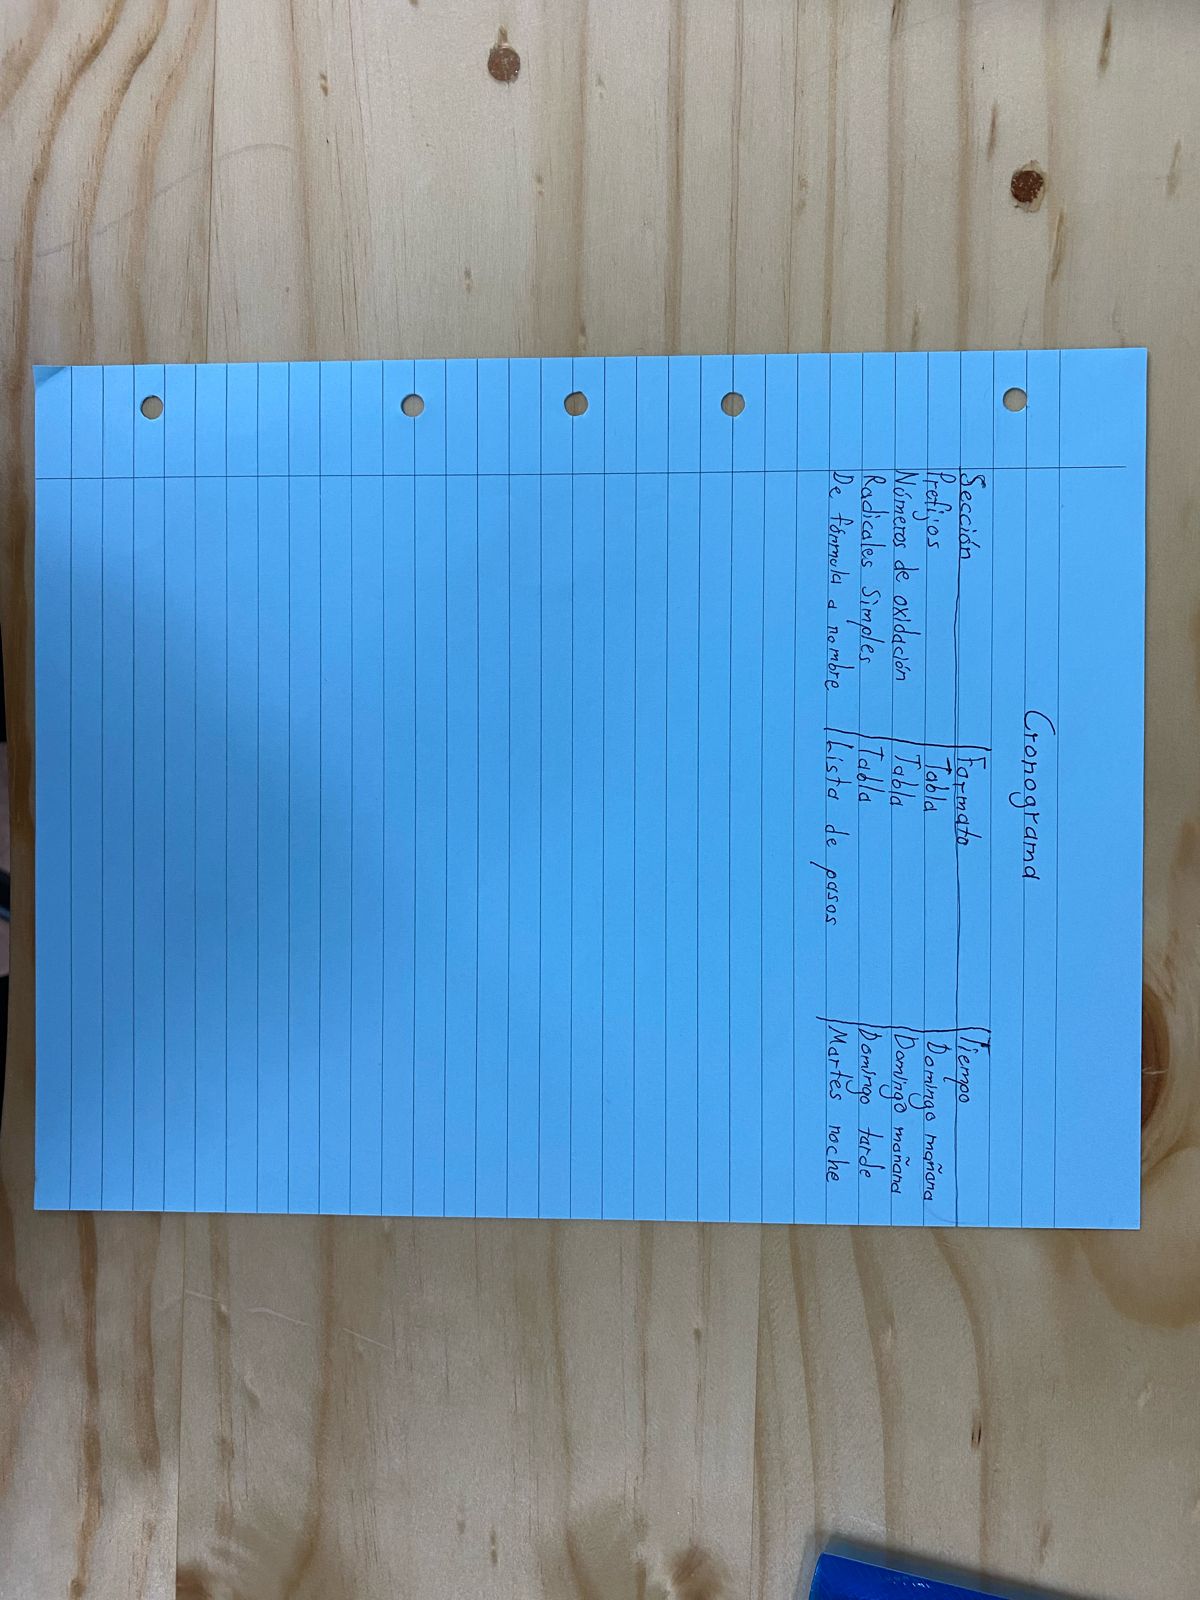 Cronograma
Sección | Formato | Tiempo
Prefijos | Tabla | Domingo mañana
Números de oxidación | Tabla | Domingo mañana
Radicales Simples | Tabla | Domingo tarde
De fórmula a nombre | Lista de pasos | Martes noche